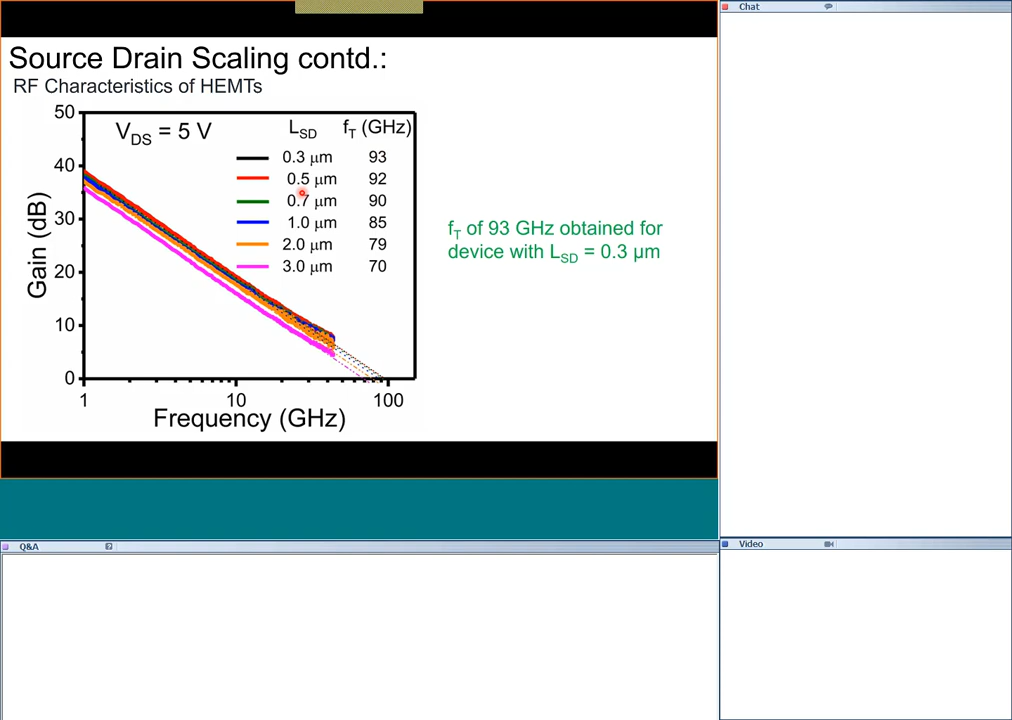 Chat
Source Drain Scaling contd.:
RF Characteristics of HEMTs
50
40
30
20
10
0
Gain (dB)
V_DS = 5 V
L_SD f_T (GHz)
0.3 μm 93
0.5 μm 92
0.7 μm 90
1.0 μm 85
2.0 μm 79
3.0 μm 70
1 10 100
Frequency (GHz)
f_T of 93 GHz obtained for
device with L_SD = 0.3 μm
Q&A
Video